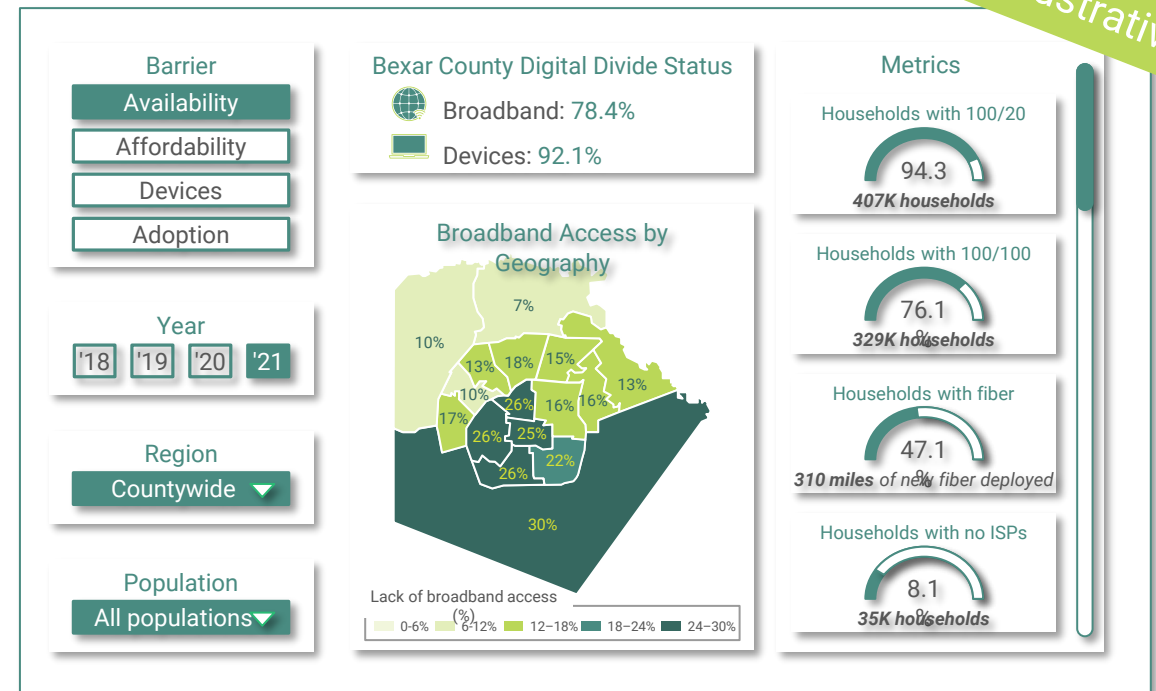 Barrier
Availability
Affordability
Devices
Adoption
Year
'18 '19 '20 '21
Region
Countywide
Population
All populations
Bexar County Digital Divide Status
Broadband: 78.4%
Devices: 92.1%
Broadband Access by
Geography
7%
10%
13% 18% 15%
13%
10%
26% 16% 16%
17%
26% 25%
22%
26%
30%
Lack of broadband access
(%)
0-6% 6-12% 12–18% 18–24% 24–30%
Metrics
Households with 100/20
94.3
407K households
Households with 100/100
76.1
%
329K households
Households with fiber
47.1
%
310 miles of new fiber deployed
Households with no ISPs
8.1
%
35K households